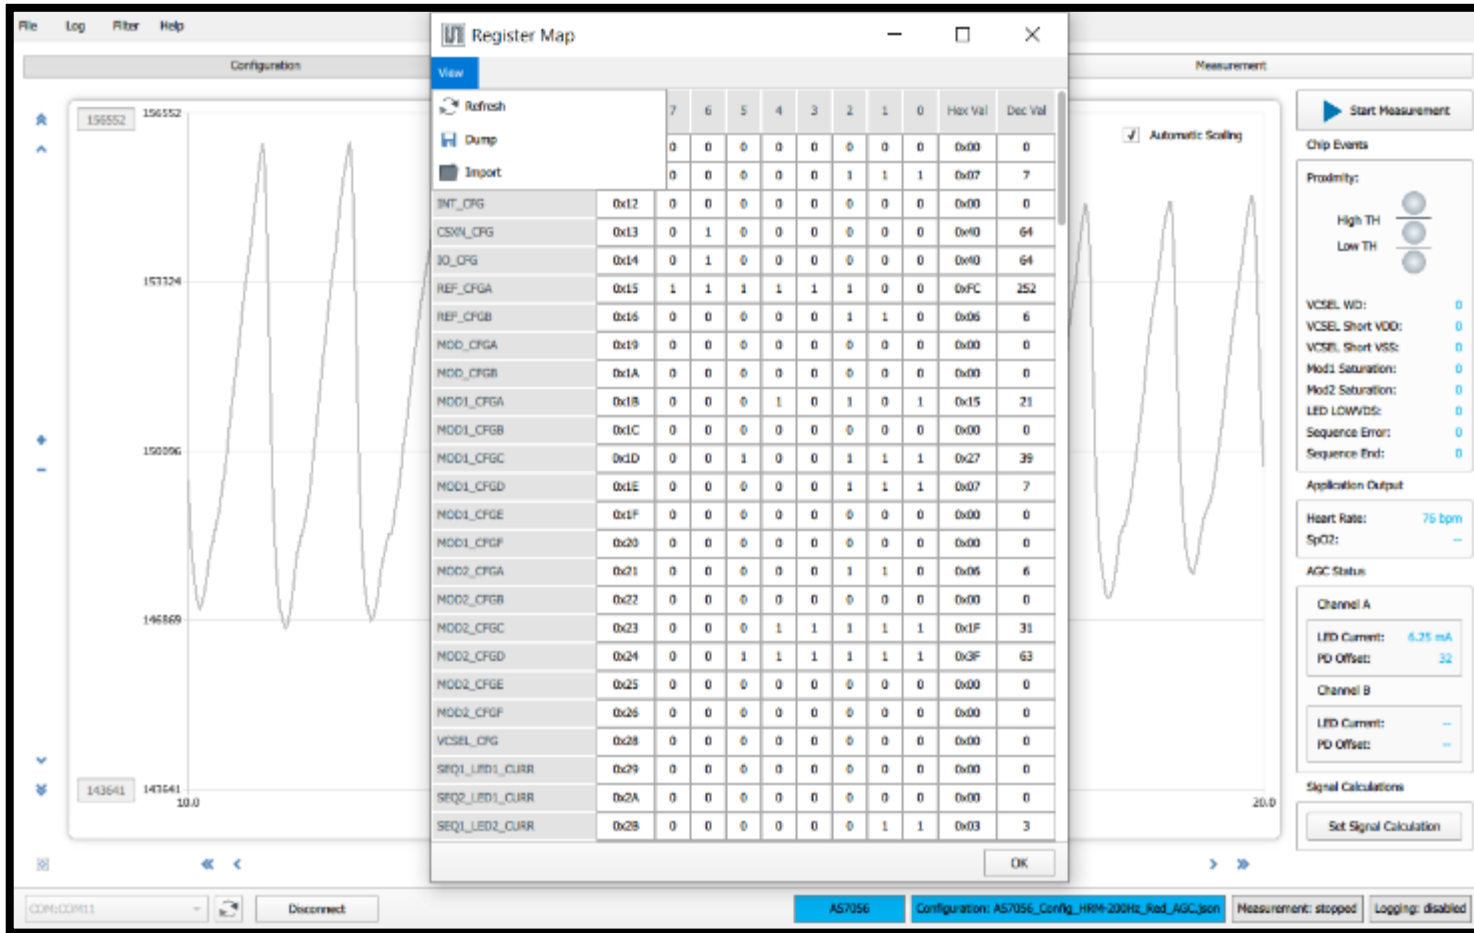 File Log Filter Help
Register Map
Configuration
Measurement
View
Refresh
Dump
Import
7 6 5 4 3 2 1 0 Hex Val Dec Val
0 0 0 0 0 0 0 0 0x00 0
0 0 0 0 0 1 1 1 0x07 7
INT_CFG 0x12 0 0 0 0 0 0 0 0 0x00 0
CSXN_CFG 0x13 0 1 0 0 0 0 0 0 0x40 64
IO_CFG 0x14 0 1 0 0 0 0 0 0 0x40 64
REF_CFGA 0x15 1 1 1 1 1 1 0 0 0xFC 252
REF_CFGB 0x16 0 0 0 0 0 1 1 0 0x06 6
MOD_CFGA 0x19 0 0 0 0 0 0 0 0 0x00 0
MOD_CFGB 0x1A 0 0 0 0 0 0 0 0 0x00 0
MOD1_CFGA 0x1B 0 0 0 1 0 1 0 1 0x15 21
MOD1_CFGB 0x1C 0 0 0 0 0 0 0 0 0x00 0
MOD1_CFGC 0x1D 0 0 1 0 0 1 1 1 0x27 39
MOD1_CFGD 0x1E 0 0 0 0 0 1 1 1 0x07 7
MOD1_CFGE 0x1F 0 0 0 0 0 0 0 0 0x00 0
MOD1_CFGF 0x20 0 0 0 0 0 0 0 0 0x00 0
MOD2_CFGA 0x21 0 0 0 0 0 1 1 0 0x06 6
MOD2_CFGB 0x22 0 0 0 0 0 0 0 0 0x00 0
MOD2_CFGC 0x23 0 0 0 1 1 1 1 1 0x1F 31
MOD2_CFGD 0x24 0 0 1 1 1 1 1 1 0x3F 63
MOD2_CFGE 0x25 0 0 0 0 0 0 0 0 0x00 0
MOD2_CFGF 0x26 0 0 0 0 0 0 0 0 0x00 0
VCSEL_CFG 0x28 0 0 0 0 0 0 0 0 0x00 0
SEQ1_LED1_CURR 0x29 0 0 0 0 0 0 0 0 0x00 0
SEQ2_LED1_CURR 0x2A 0 0 0 0 0 0 0 0 0x00 0
SEQ1_LED2_CURR 0x2B 0 0 0 0 0 0 1 1 0x03 3
OK
156552 156552
153324
150096
146869
143641 143641
10.0 20.0
Automatic Scaling
Start Measurement
Chip Events
Proximity:
High TH
Low TH
VCSEL WD: 0
VCSEL Short VDD: 0
VCSEL Short VSS: 0
Mod1 Saturation: 0
Mod2 Saturation: 0
LED LOWVDS: 0
Sequence Error: 0
Sequence End: 0
Application Output
Heart Rate: 76 bpm
SpO2: --
AGC Status
Channel A
LED Current: 6.25 mA
PD Offset: 32
Channel B
LED Current: --
PD Offset: --
Signal Calculations
Set Signal Calculation
COM:COM11 Disconnect AS7056 Configuration: AS7056_Config_HRM-200Hz_Red_AGC.json Measurement: stopped Logging: disabled